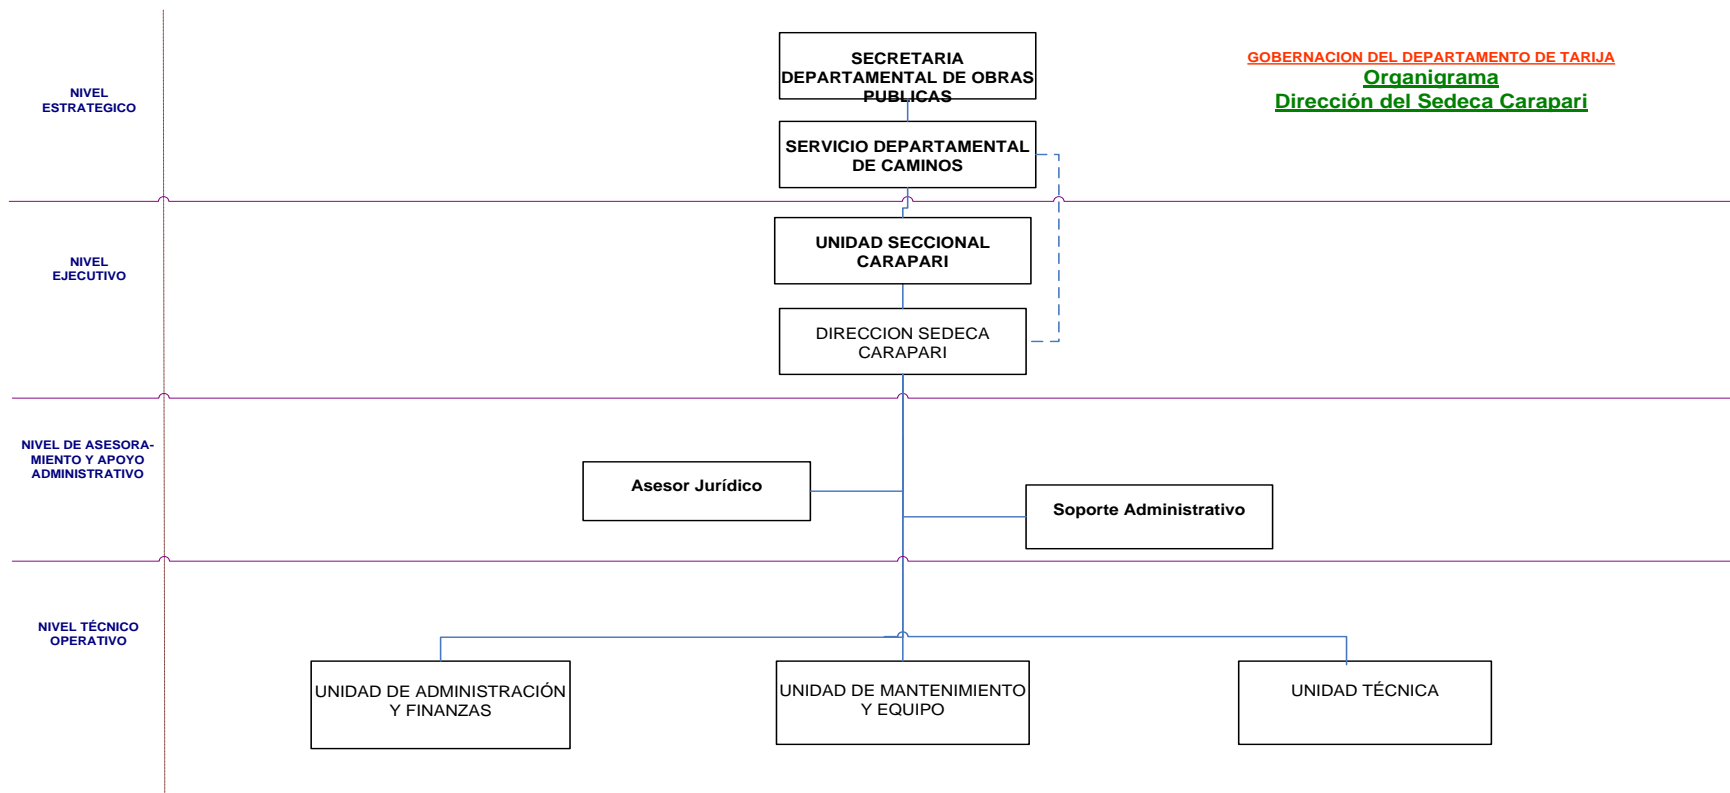 SECRETARIA
DEPARTAMENTAL DE OBRAS
PUBLICAS
GOBERNACION DEL DEPARTAMENTO DE TARIJA
Organigrama
Dirección del Sedeca Carapari
NIVEL
ESTRATEGICO
SERVICIO DEPARTAMENTAL
DE CAMINOS
NIVEL
EJECUTIVO
UNIDAD SECCIONAL
CARAPARI
DIRECCION SEDECA
CARAPARI
NIVEL DE ASESORA-
MIENTO Y APOYO
ADMINISTRATIVO
Asesor Jurídico
Soporte Administrativo
NIVEL TÉCNICO
OPERATIVO
UNIDAD DE ADMINISTRACIÓN
Y FINANZAS
UNIDAD DE MANTENIMIENTO
Y EQUIPO
UNIDAD TÉCNICA